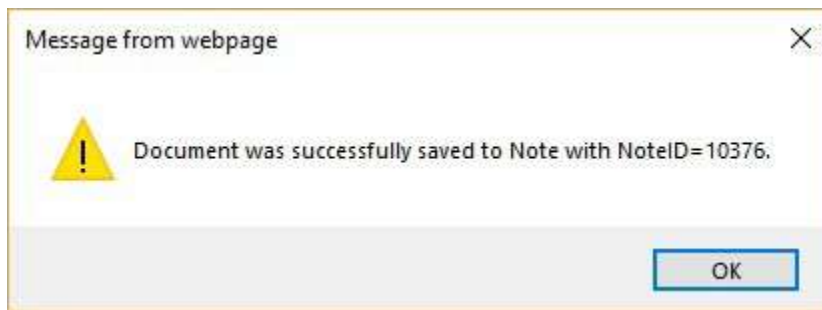 Message from webpage
Document was successfully saved to Note with NoteID=10376.
OK